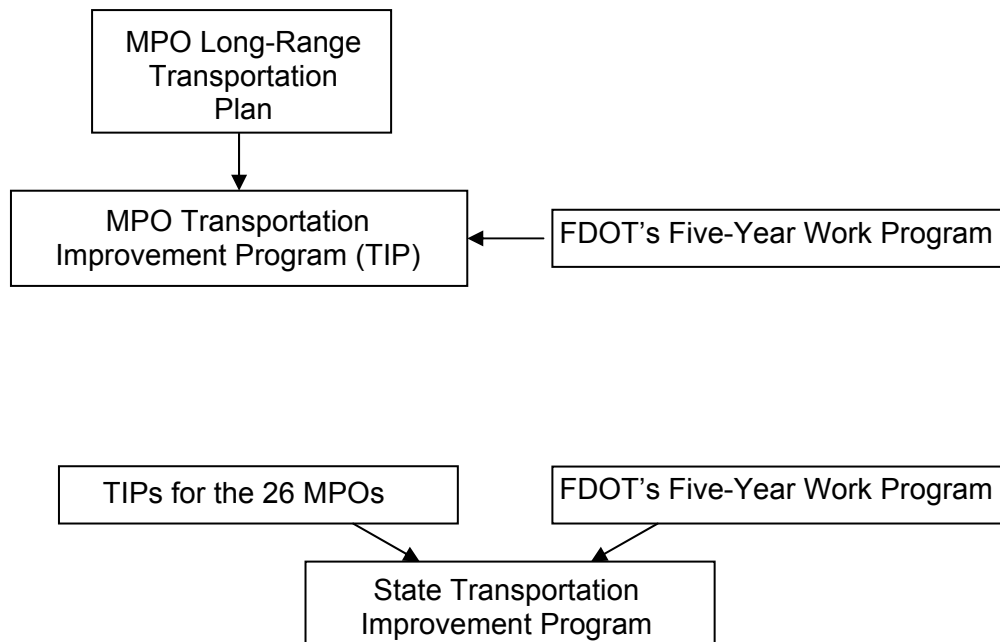 MPO Long-Range
Transportation
Plan
MPO Transportation
Improvement Program (TIP)
FDOT’s Five-Year Work Program
TIPs for the 26 MPOs
FDOT’s Five-Year Work Program
State Transportation
Improvement Program